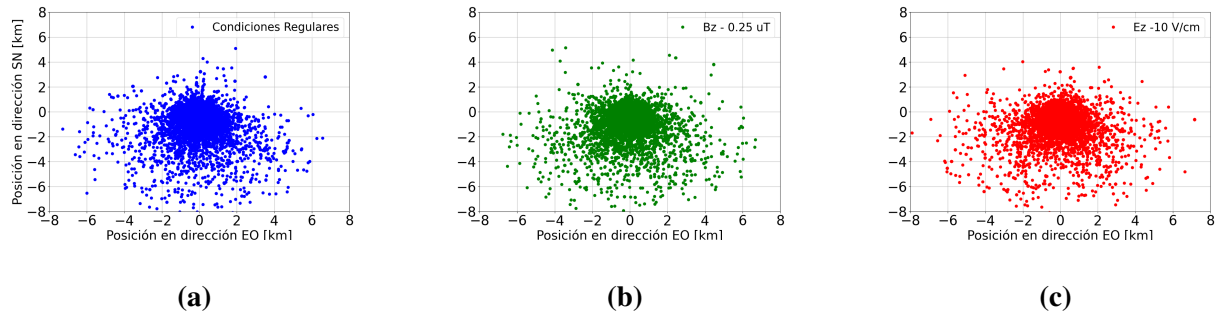 8
6
4
2
0
−2
−4
−6
−8
Posición en dirección SN [km]
Condiciones Regulares
−8 −6 −4 −2 0 2 4 6 8
Posición en dirección EO [km]
(a)
8
6
4
2
0
−2
−4
−6
−8
Bz - 0.25 uT
−8 −6 −4 −2 0 2 4 6 8
Posición en dirección EO [km]
(b)
8
6
4
2
0
−2
−4
−6
−8
Ez -10 V/cm
−8 −6 −4 −2 0 2 4 6 8
Posición en dirección EO [km]
(c)